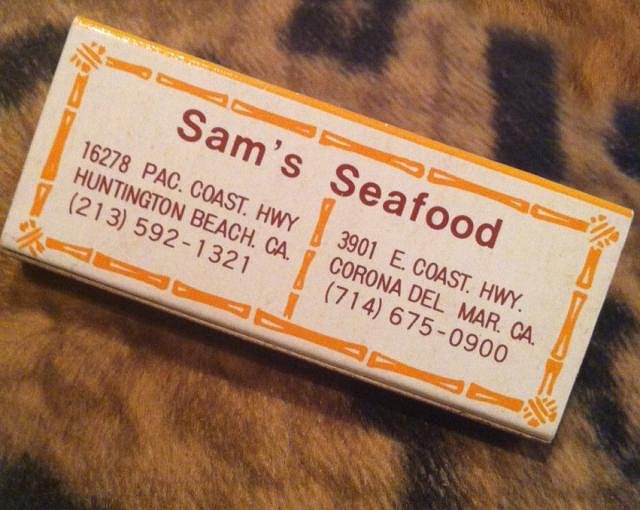 Sam's Seafood
16278 PAC. COAST. HWY
HUNTINGTON BEACH. CA.
(213) 592-1321
3901 E. COAST. HWY.
CORONA DEL MAR. CA.
(714) 675-0900